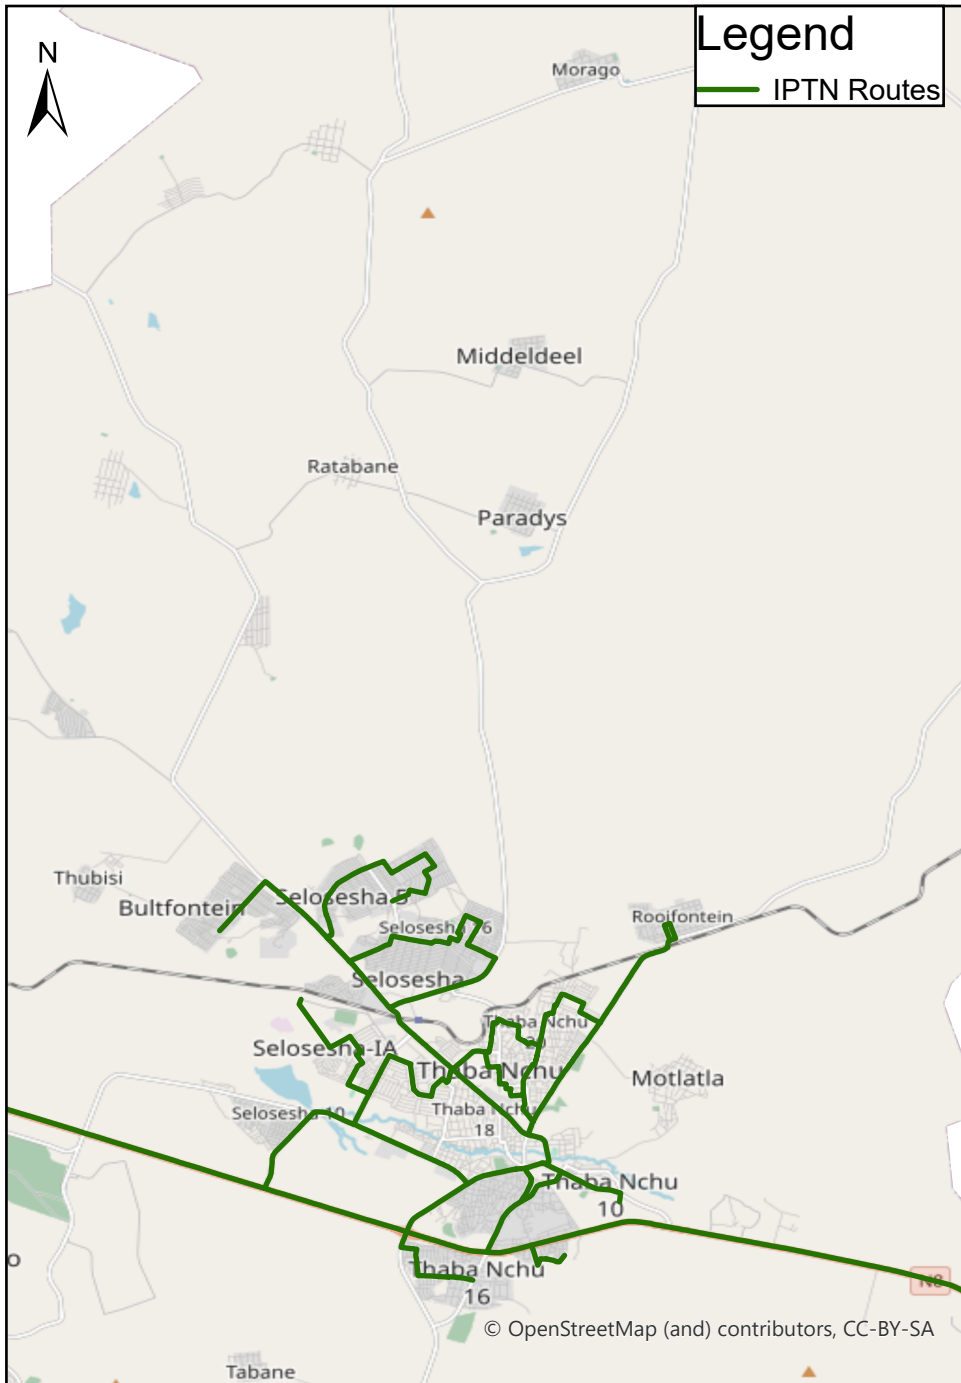 N
Legend
IPTN Routes
Morago
Middeldeel
Ratabane
Paradys
Thubisi
Bultfontein
Selosesha 5
Selosesha 16
Rooifontein
Selosesha
Thaba Nchu
Selosesha-IA
Thaba Nchu
Motlatla
Selosesha 10
Thaba Nchu
18
Thaba Nchu
10
o
Thaba Nchu
16
N8
© OpenStreetMap (and) contributors, CC-BY-SA
Tabane